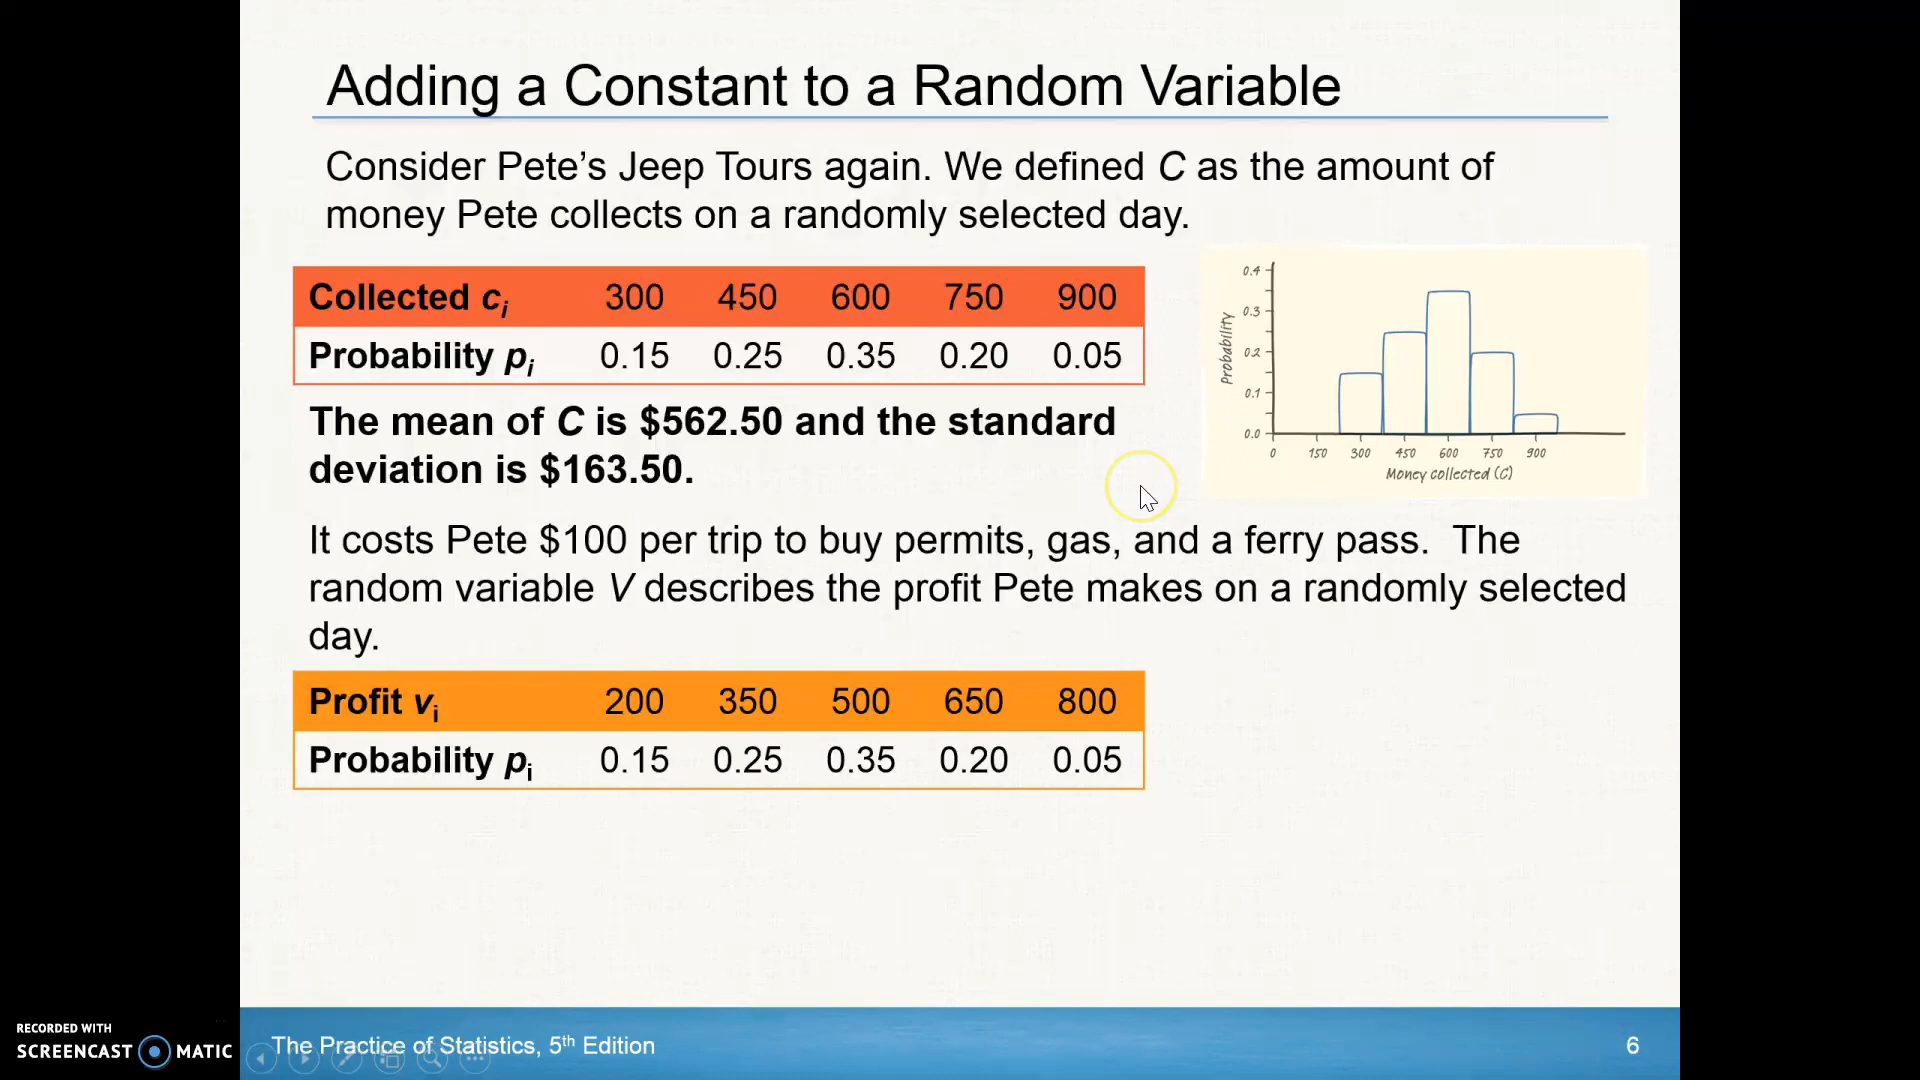 Adding a Constant to a Random Variable
Consider Pete’s Jeep Tours again. We defined C as the amount of
money Pete collects on a randomly selected day.
Collected ci 300 450 600 750 900
Probability pi 0.15 0.25 0.35 0.20 0.05
0.4
0.3
0.2
0.1
0.0
Probability
0 150 300 450 600 750 900
Money collected (C)
The mean of C is $562.50 and the standard
deviation is $163.50.
It costs Pete $100 per trip to buy permits, gas, and a ferry pass. The
random variable V describes the profit Pete makes on a randomly selected
day.
Profit vi 200 350 500 650 800
Probability pi 0.15 0.25 0.35 0.20 0.05
The Practice of Statistics, 5th Edition
6
RECORDED WITH
SCREENCAST MATIC